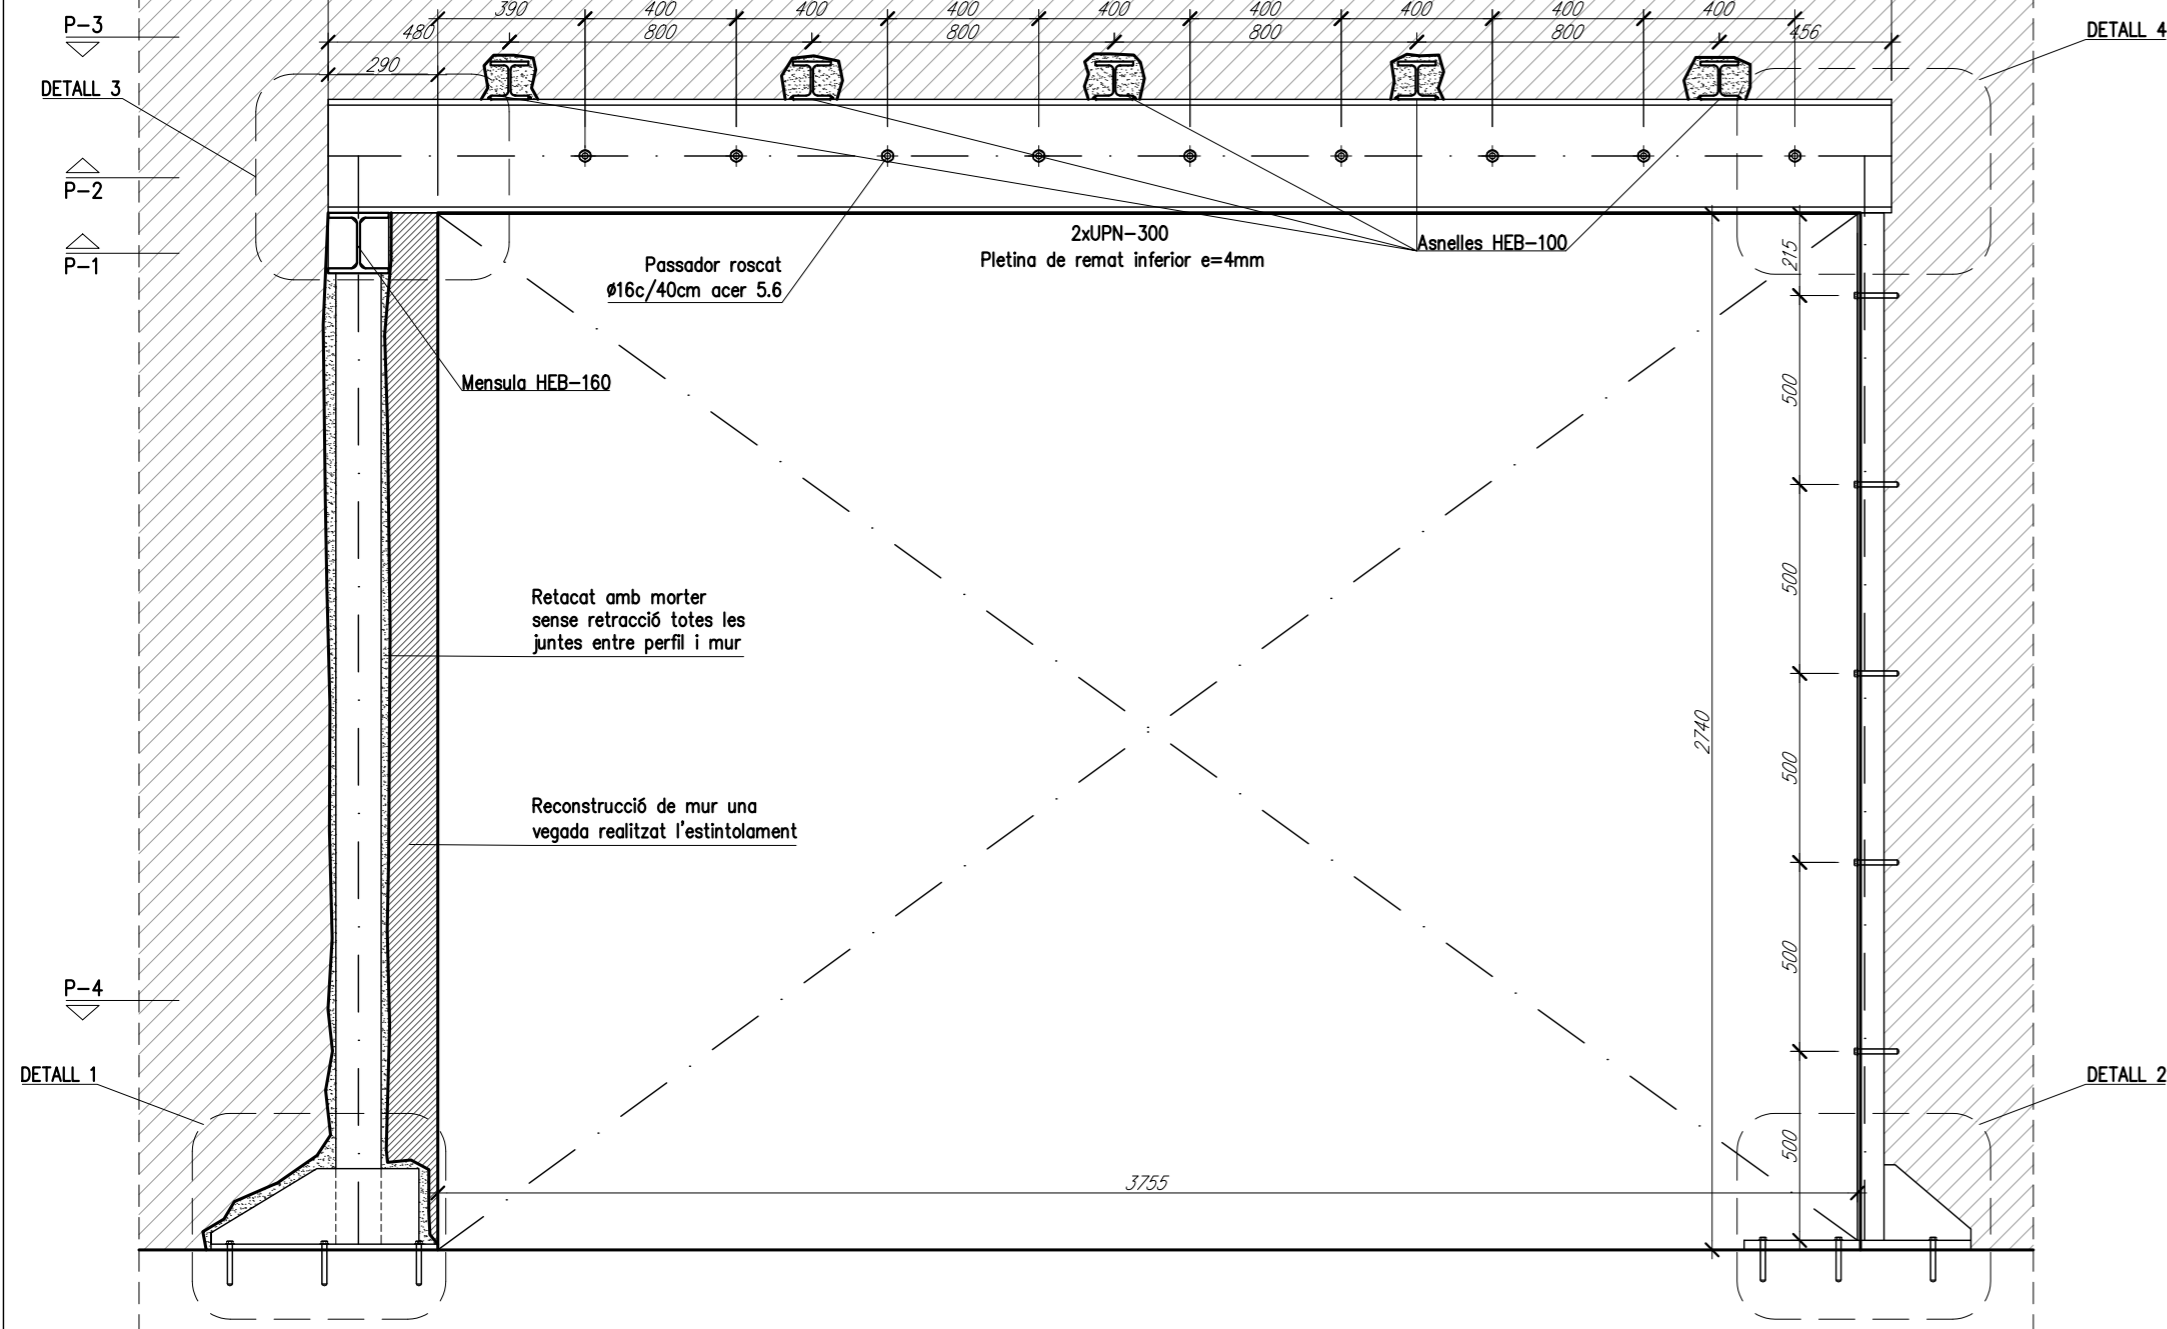 390 400 400 400 400 400 400 400 400
P-3
480 800 800 800 800 456
DETALL 4
290
DETALL 3
P-2
P-1
2xUPN-300
Pletina de remat inferior e=4mm
Asnelles HEB-100
215
Passador roscat
ø16c/40cm acer 5.6
Mensula HEB-160
500
500
Retacat amb morter
sense retracció totes les
juntes entre perfil i mur
2740
500
Reconstrucció de mur una
vegada realitzat l'estintolament
500
P-4
DETALL 1
DETALL 2
500
3755